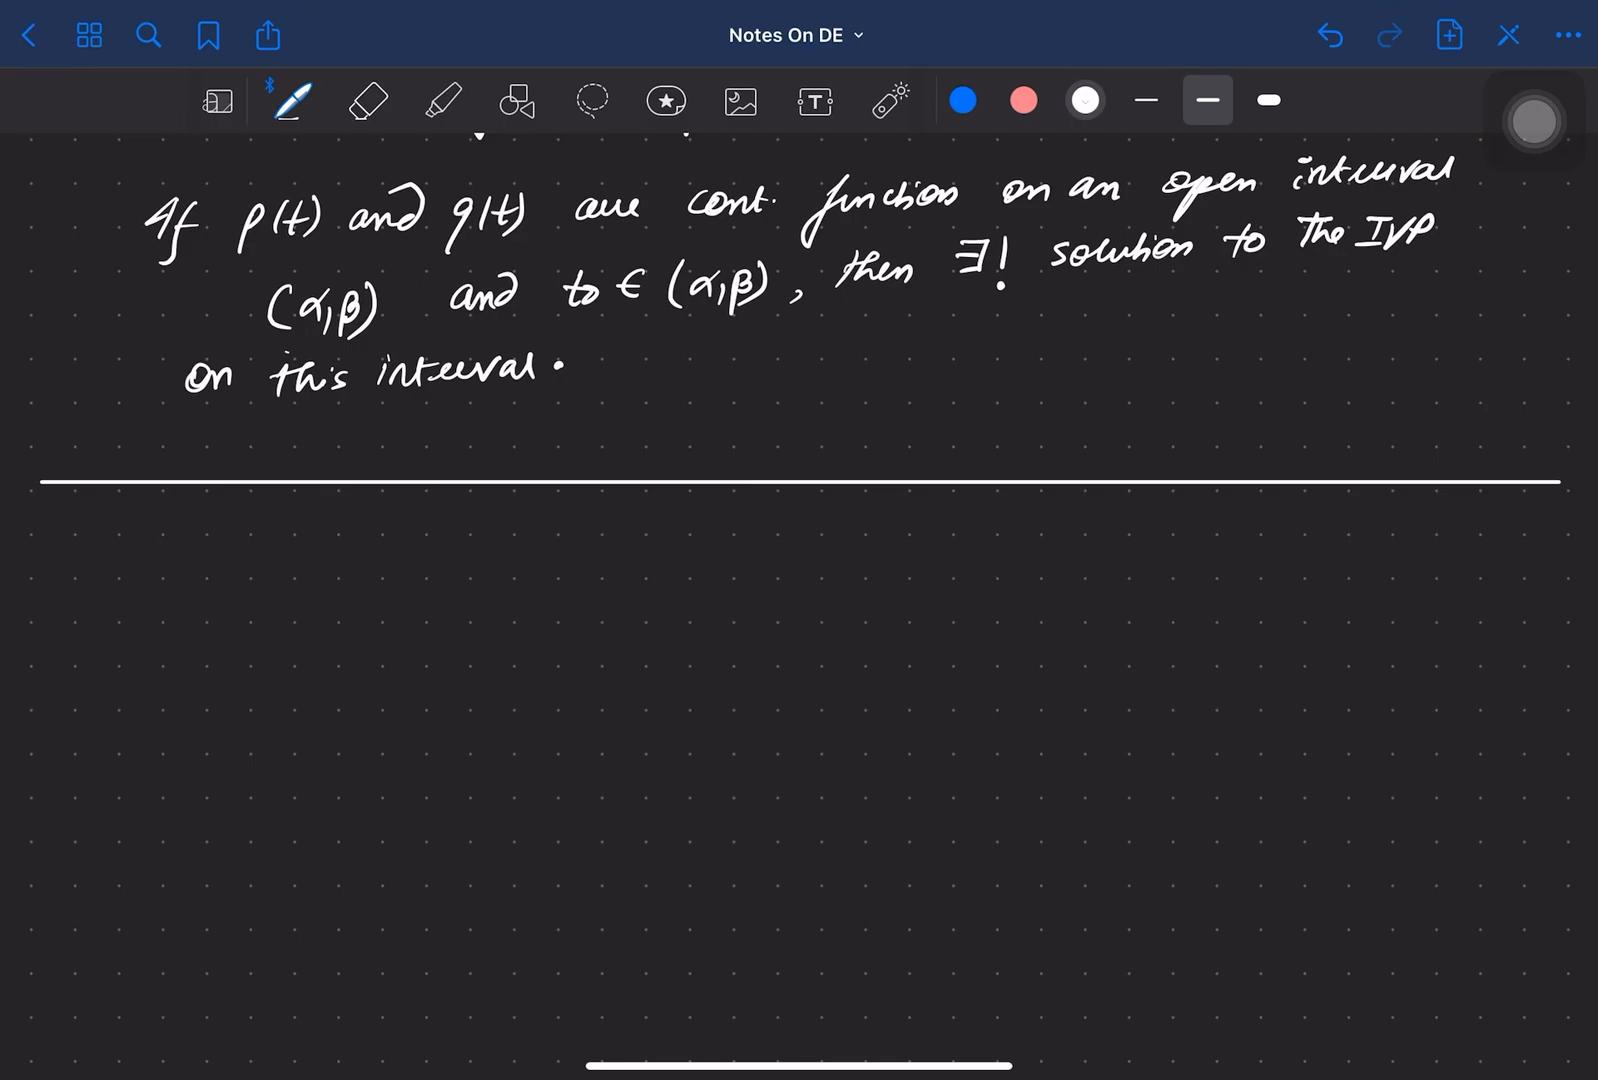 Notes On DE
If p(t) and q(t) are cont. function on an open interval
(α,β) and to ∈ (α,β), then ∃! solution to the IVP
on this interval.